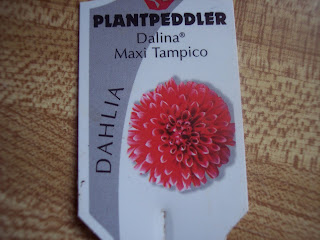 PLANTPEDDLER
Dalina®
Maxi Tampico
DAHLIA